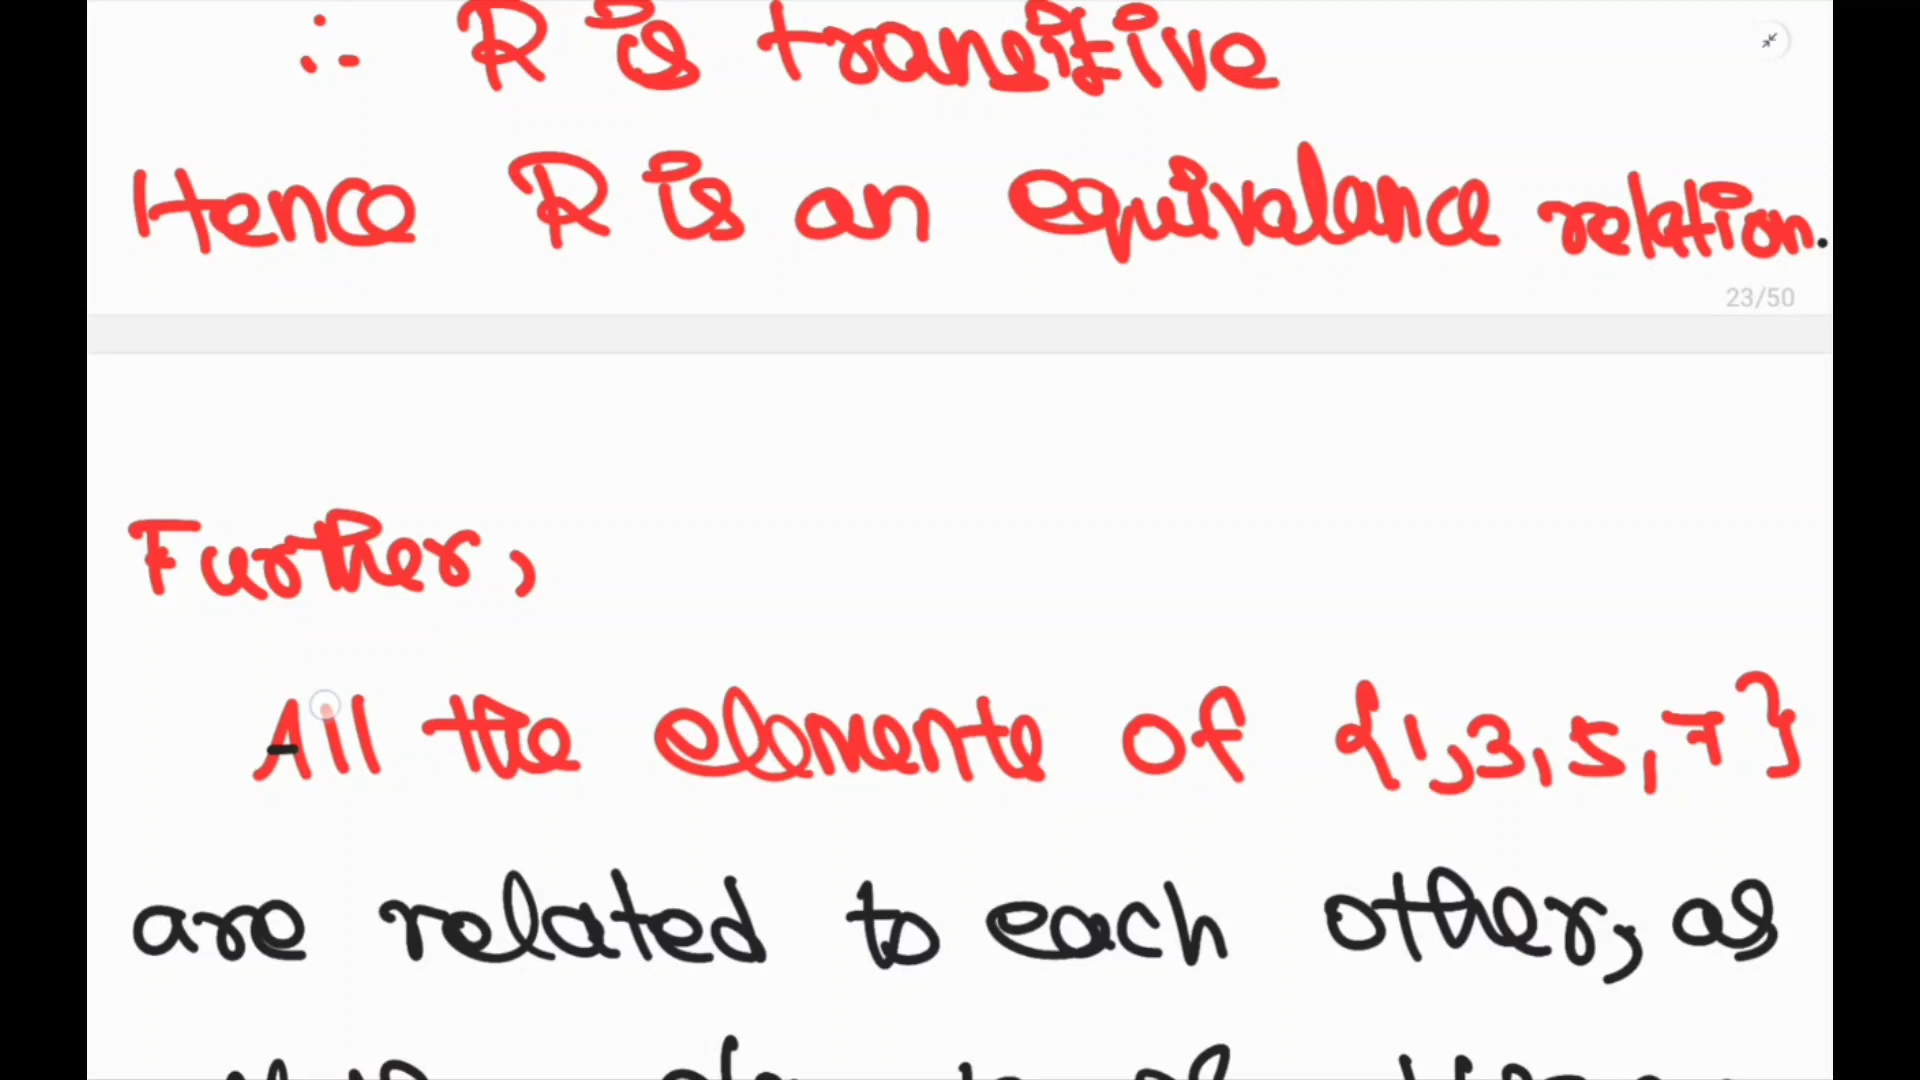 ∴ R is transitive
Hence R is an equivalance relation.
23/50
Further,
All the elements of {1,3,5,7}
are related to each other, as